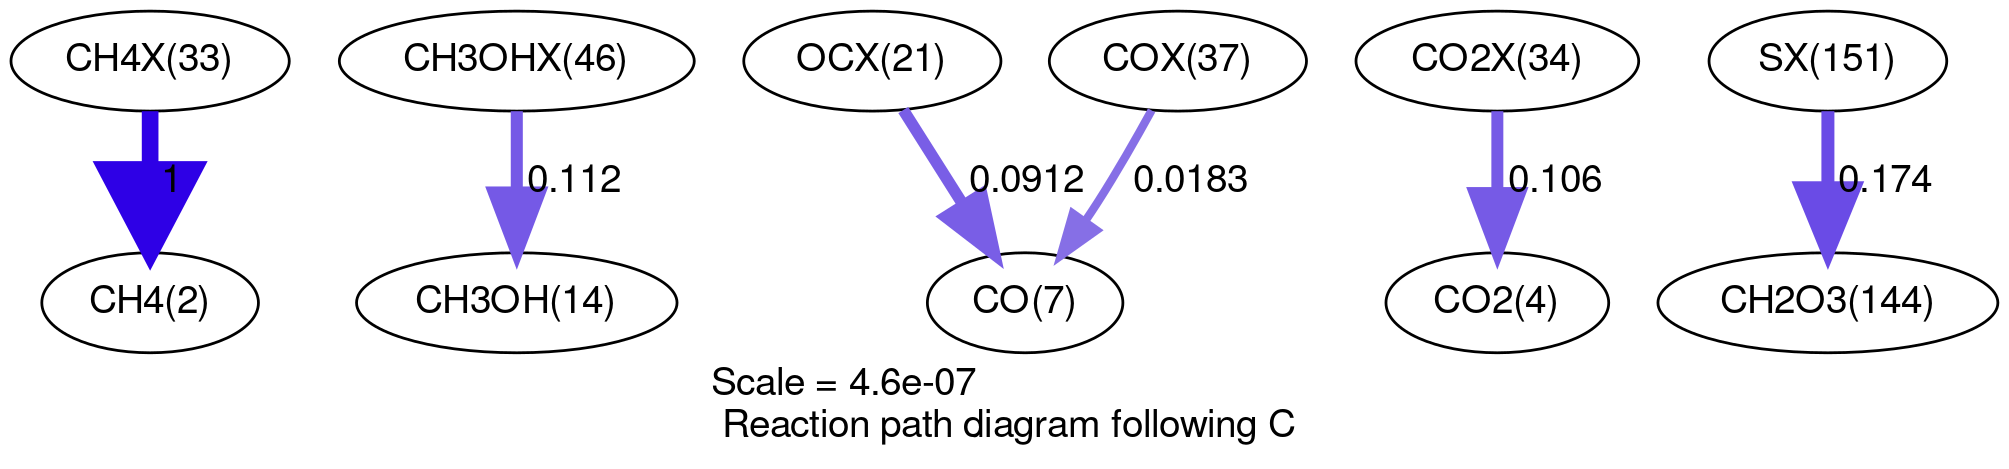 CH4X(33)
CH3OHX(46)
OCX(21)
COX(37)
CO2X(34)
SX(151)
1
0.112
0.0912
0.0183
0.106
0.174
CH4(2)
CH3OH(14)
CO(7)
CO2(4)
CH2O3(144)
Scale = 4.6e-07
Reaction path diagram following C